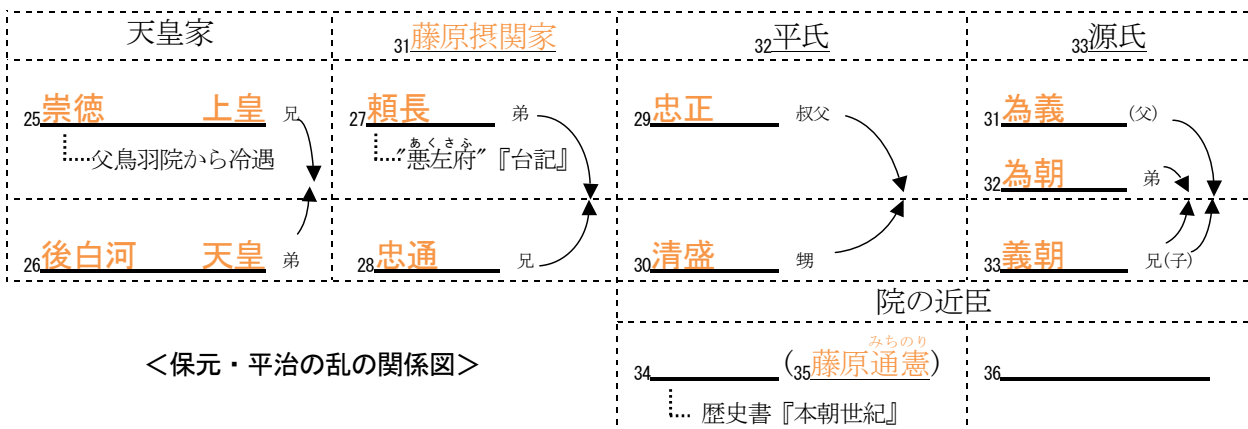 天皇家
31藤原摂関家
32平氏
33源氏
25崇徳 上皇 兄
27頼長 弟
29忠正 叔父
31為義 (父)
父鳥羽院から冷遇
あくさふ
"悪左府"『台記』
32為朝 弟
26後白河 天皇 弟
28忠通 兄
30清盛 甥
33義朝 兄(子)
院の近臣
<保元・平治の乱の関係図>
みちのり
34 (35藤原通憲)
36
歴史書『本朝世紀』